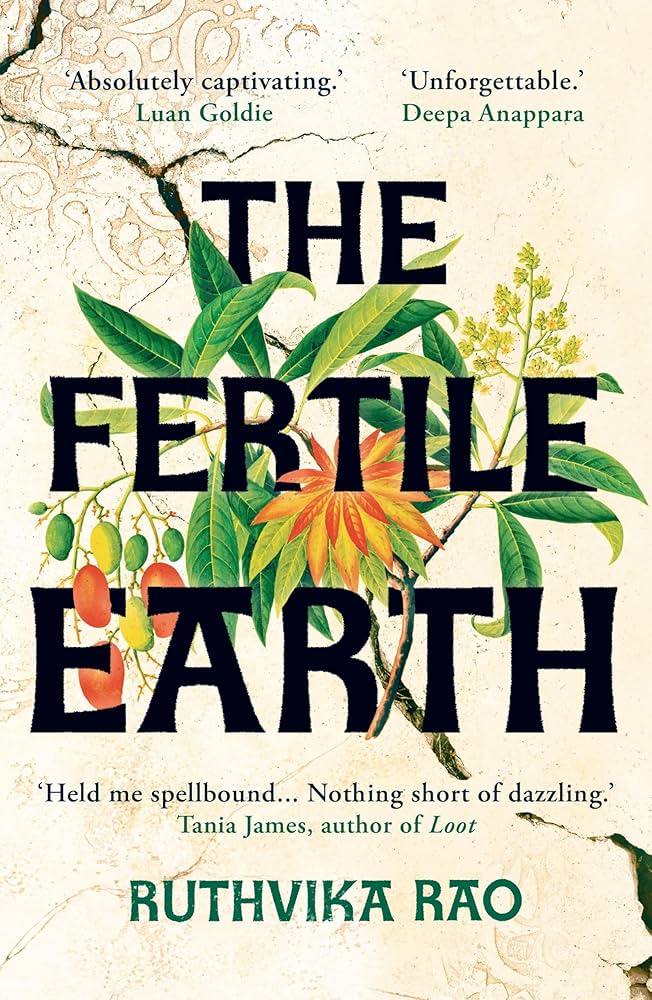 ‘Absolutely captivating.’
Luan Goldie
‘Unforgettable.’
Deepa Anappara
THE
FERTILE
EARTH
‘Held me spellbound... Nothing short of dazzling.’
Tania James, author of Loot
RUTHVIKA RAO